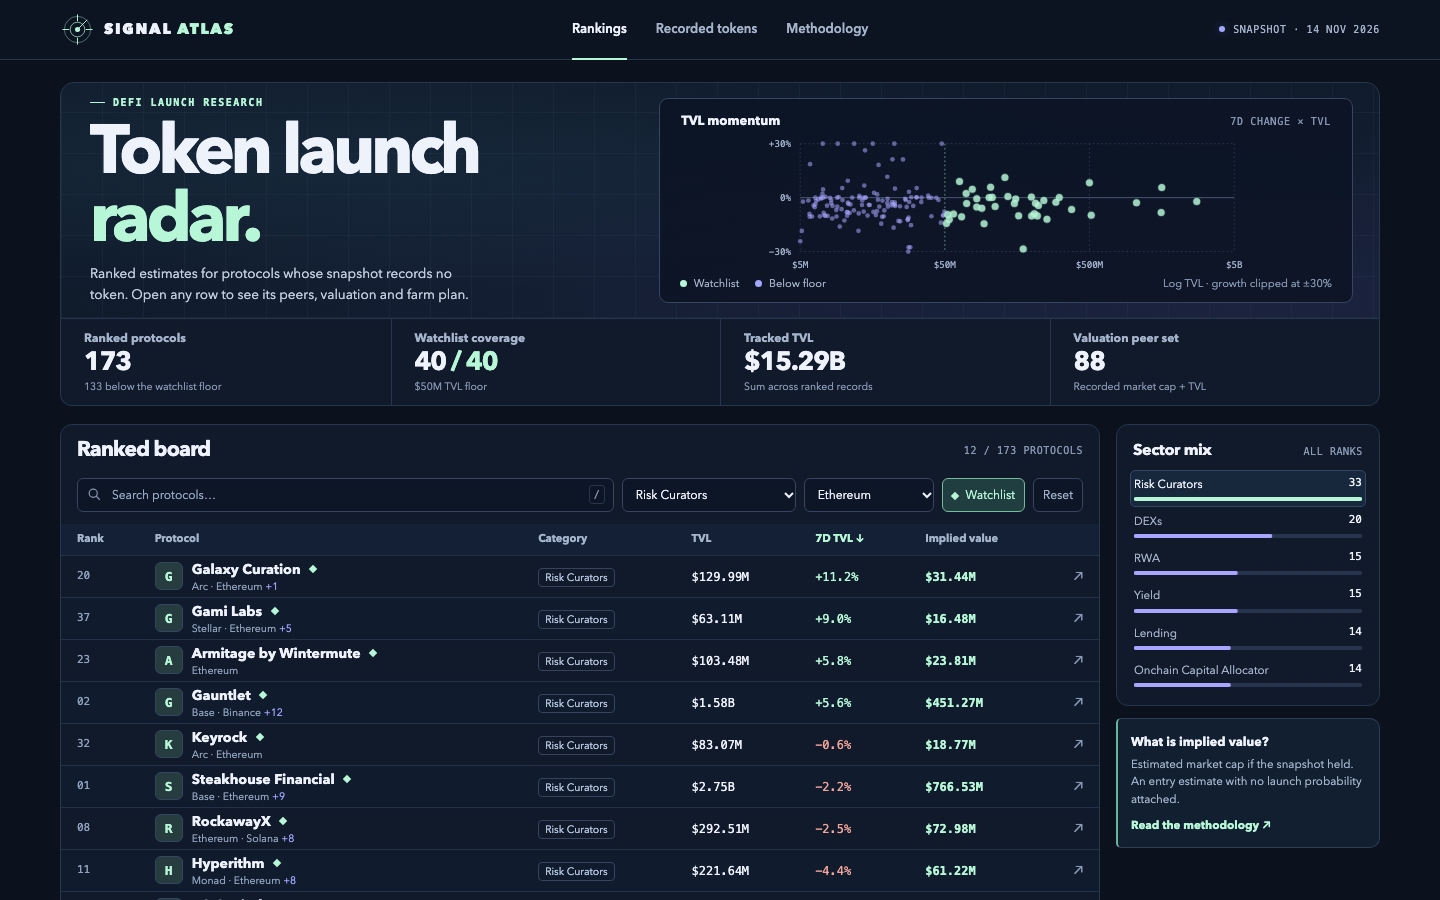 SIGNAL ATLAS
Rankings
Recorded tokens
Methodology
SNAPSHOT · 14 NOV 2026
DEFI LAUNCH RESEARCH
Token launch
radar.
Ranked estimates for protocols whose snapshot records no
token. Open any row to see its peers, valuation and farm plan.
TVL momentum
7D CHANGE × TVL
+30%
0%
−30%
$5M
$50M
$500M
$5B
Watchlist
Below floor
Log TVL · growth clipped at ±30%
Ranked protocols
173
133 below the watchlist floor
Watchlist coverage
40 / 40
$50M TVL floor
Tracked TVL
$15.29B
Sum across ranked records
Valuation peer set
88
Recorded market cap + TVL
Ranked board
12 / 173 PROTOCOLS
Search protocols...
/
Risk Curators
Ethereum
◆ Watchlist
Reset
Rank Protocol Category TVL 7D TVL ↓ Implied value
20 G Galaxy Curation ◆ Risk Curators $129.99M +11.2% $31.44M ↗
Arc · Ethereum +1
37 G Gami Labs ◆ Risk Curators $63.11M +9.0% $16.48M ↗
Stellar · Ethereum +5
23 A Armitage by Wintermute ◆ Risk Curators $103.48M +5.8% $23.81M ↗
Ethereum
02 G Gauntlet ◆ Risk Curators $1.58B +5.6% $451.27M ↗
Base · Binance +12
32 K Keyrock ◆ Risk Curators $83.07M −0.6% $18.77M ↗
Arc · Ethereum
01 S Steakhouse Financial ◆ Risk Curators $2.75B −2.2% $766.53M ↗
Base · Ethereum +9
08 R RockawayX ◆ Risk Curators $292.51M −2.5% $72.98M ↗
Ethereum · Solana +8
11 H Hyperithm ◆ Risk Curators $221.64M −4.4% $61.22M ↗
Monad · Ethereum +8
Sector mix
ALL RANKS
Risk Curators 33
DEXs 20
RWA 15
Yield 15
Lending 14
Onchain Capital Allocator 14
What is implied value?
Estimated market cap if the snapshot held.
An entry estimate with no launch probability
attached.
Read the methodology ↗